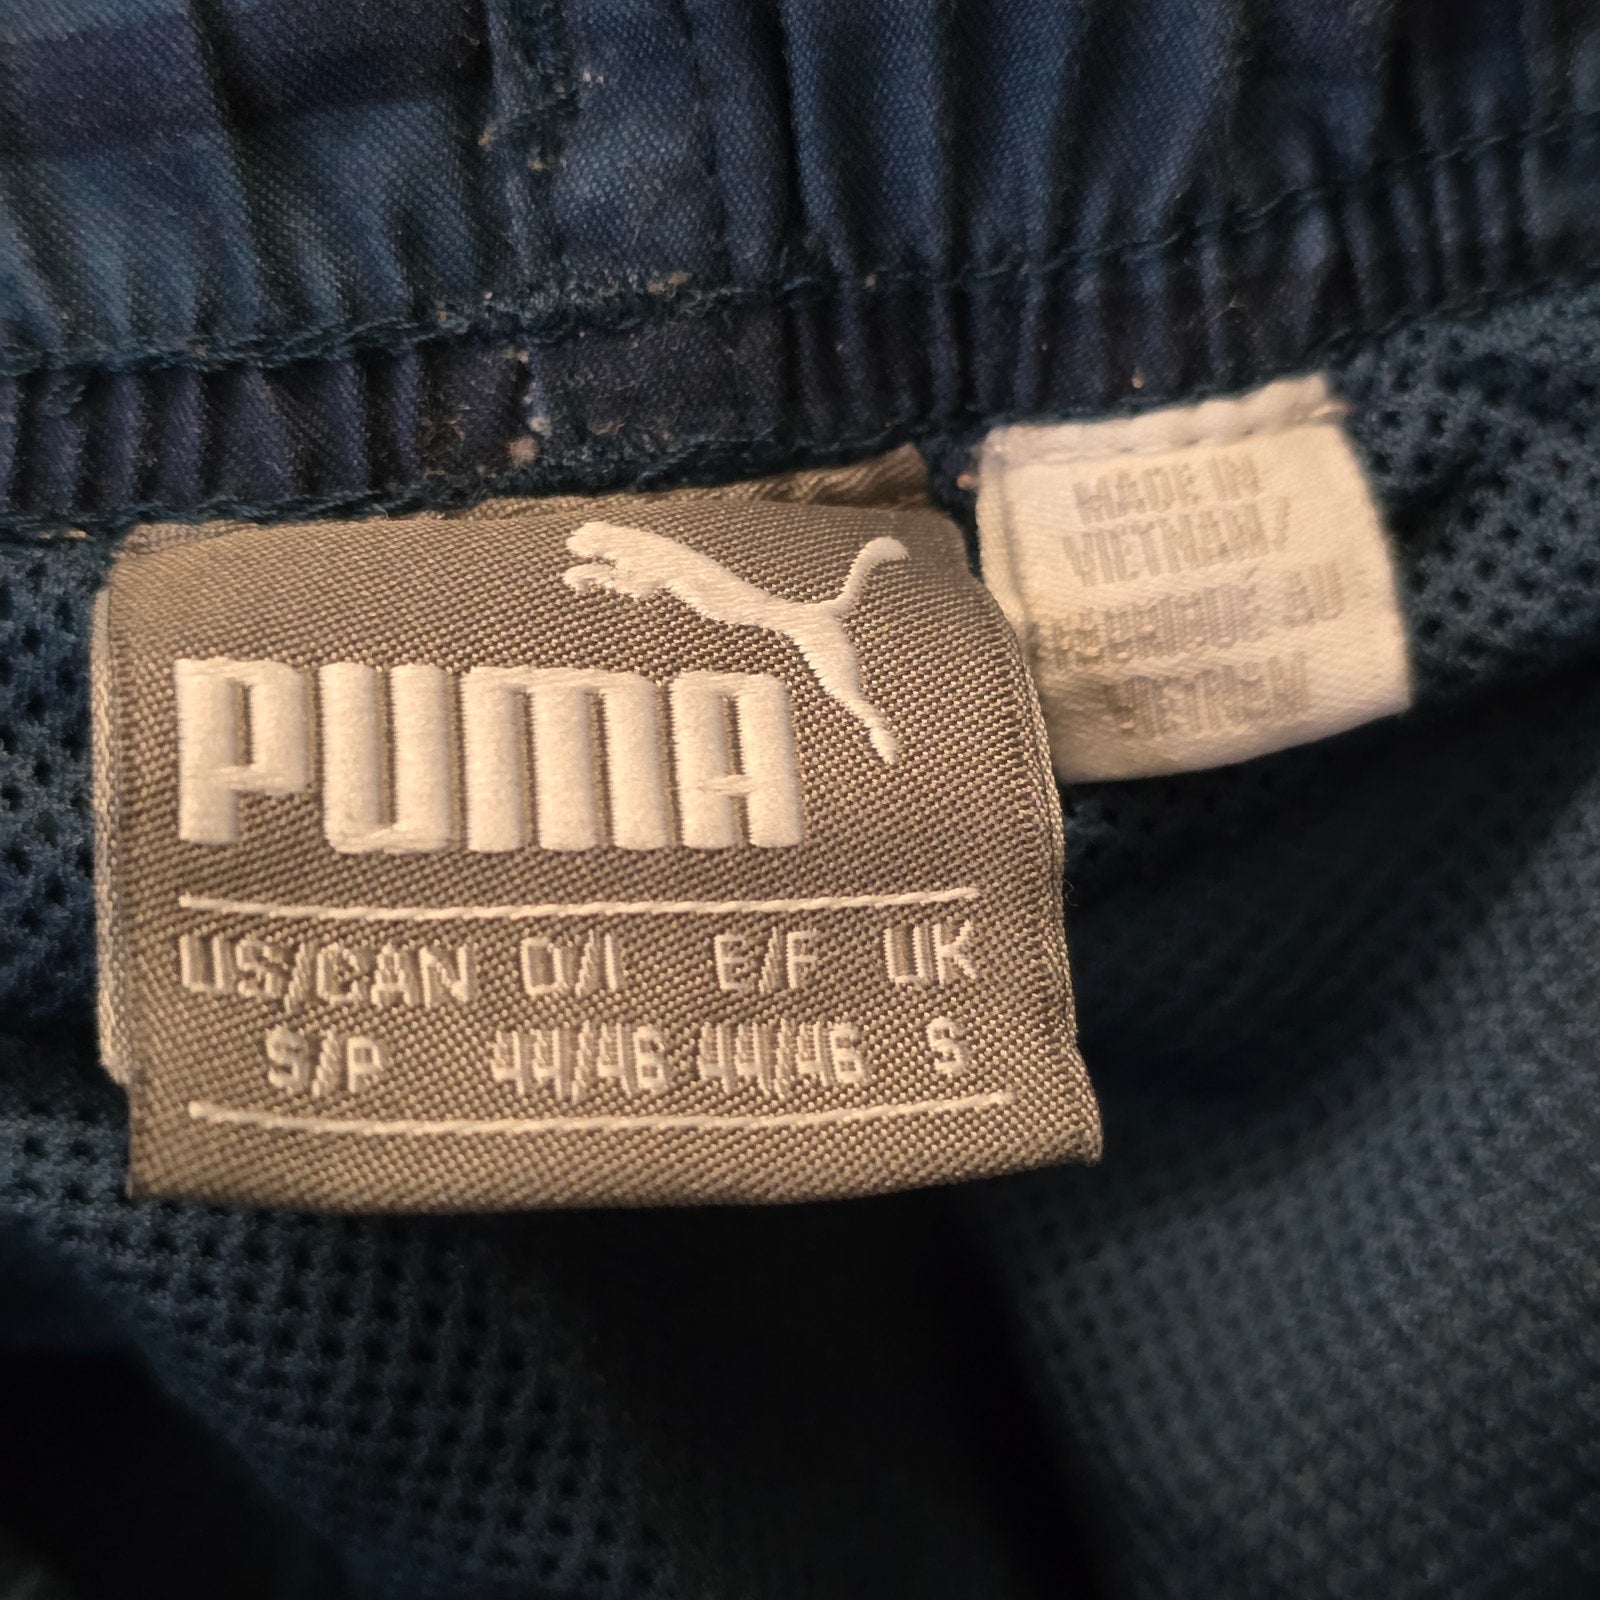 PUMA
US/CAN D/I E/F UK
S/P 44/46 44/46 S
MADE IN
VIETNAM/
FABRIQUÉ AU
VIETNAM